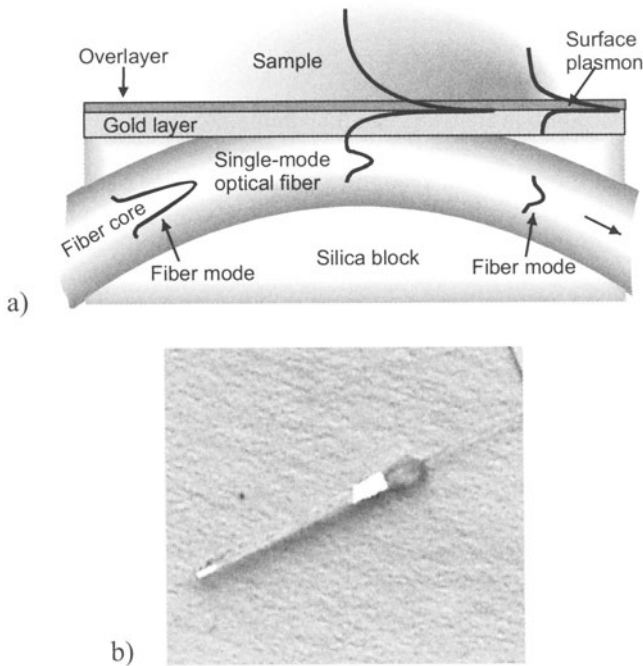 Overlayer
Sample
Surface
plasmon
Gold layer
Single-mode
optical fiber
Fiber core
Fiber mode
Silica block
Fiber mode
a)
b)